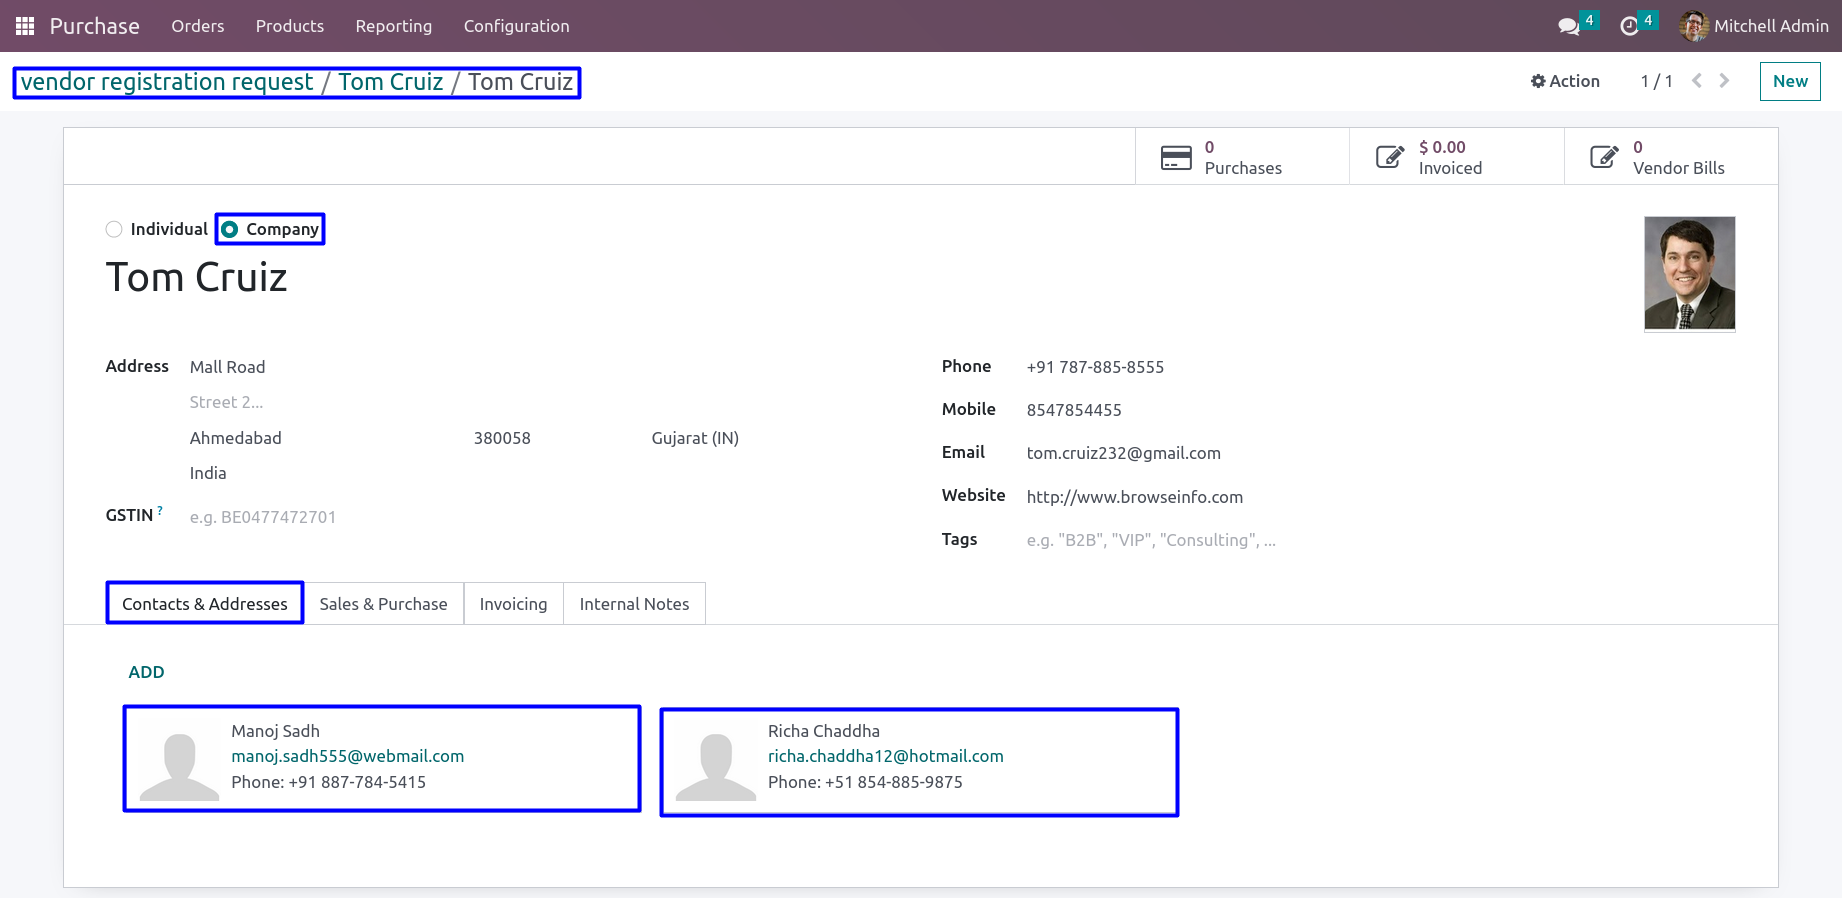 Purchase Orders Products Reporting Configuration 4 4 Mitchell Admin
vendor registration request / Tom Cruiz / Tom Cruiz Action 1 / 1 New
0 Purchases
$ 0.00 Invoiced
0 Vendor Bills
Individual Company
Tom Cruiz
Address Mall Road
Street 2...
Ahmedabad 380058 Gujarat (IN)
India
GSTIN ? e.g. BE0477472701
Phone +91 787-885-8555
Mobile 8547854455
Email tom.cruiz232@gmail.com
Website http://www.browseinfo.com
Tags e.g. "B2B", "VIP", "Consulting", ...
Contacts & Addresses Sales & Purchase Invoicing Internal Notes
ADD
Manoj Sadh
manoj.sadh555@webmail.com
Phone: +91 887-784-5415
Richa Chaddha
richa.chaddha12@hotmail.com
Phone: +51 854-885-9875